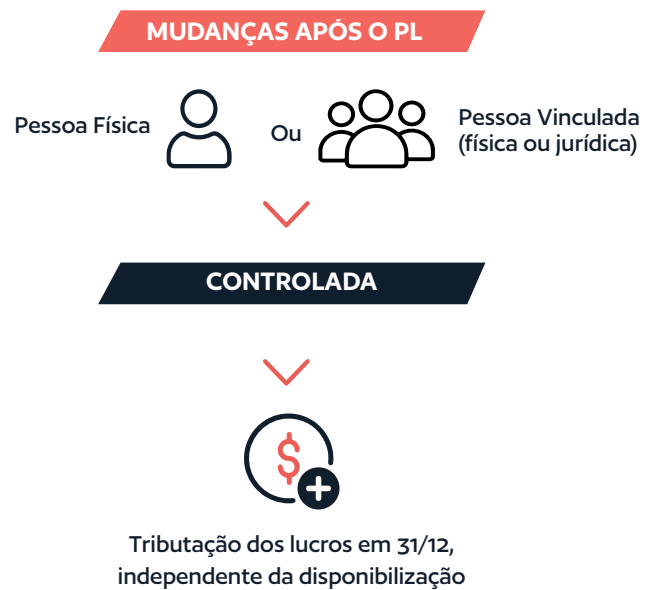 MUDANÇAS APÓS O PL
Pessoa Física
Ou
Pessoa Vinculada
(física ou jurídica)
CONTROLADA
$
Tributação dos lucros em 31/12,
independente da disponibilização